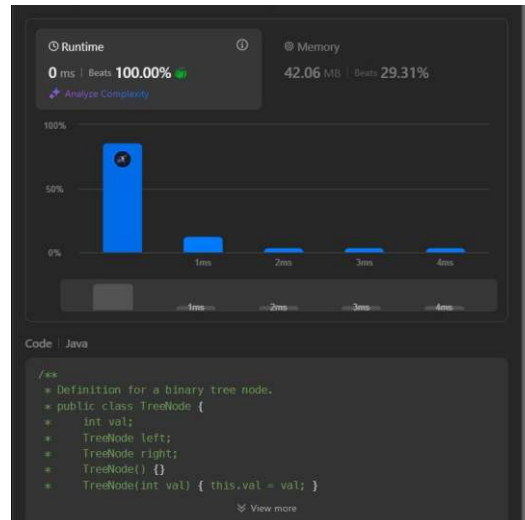 Runtime
0 ms | Beats 100.00%
Analyze Complexity
Memory
42.06 MB | Beats 29.31%
100%
50%
0%
1ms 2ms 3ms 4ms
1ms 2ms 3ms 4ms
Code | Java
/**
 * Definition for a binary tree node.
 * public class TreeNode {
 *     int val;
 *     TreeNode left;
 *     TreeNode right;
 *     TreeNode() {}
 *     TreeNode(int val) { this.val = val; }
View more